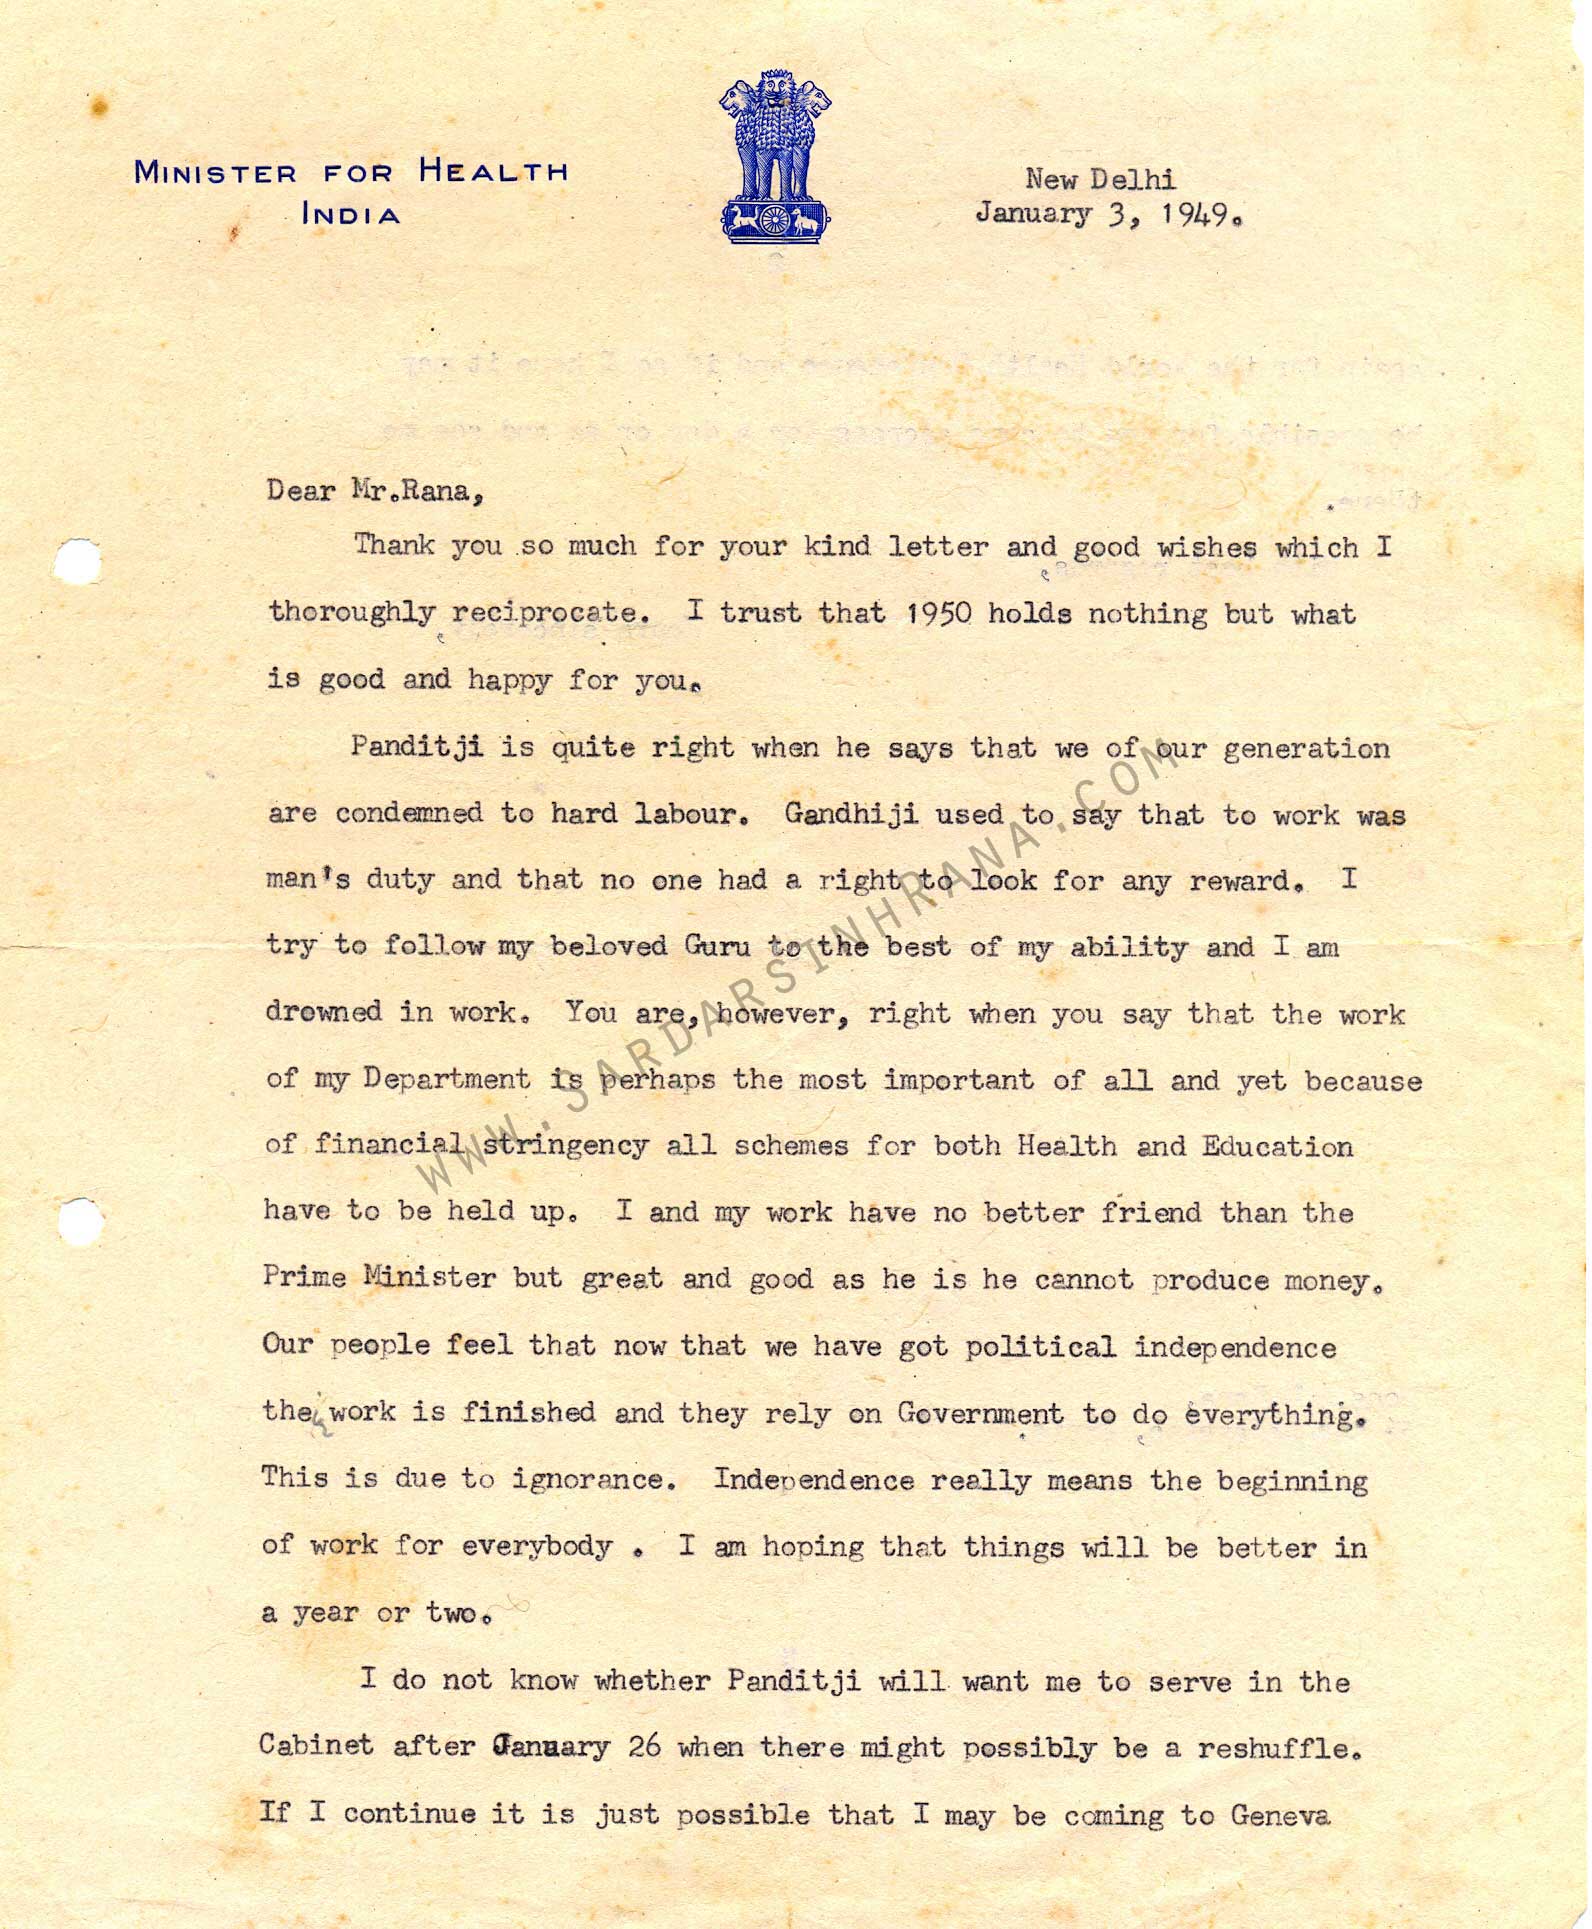 MINISTER FOR HEALTH
INDIA
New Delhi
January 3, 1949.
Dear Mr.Rana,
Thank you so much for your kind letter and good wishes which I
thoroughly reciprocate. I trust that 1950 holds nothing but what
is good and happy for you.
Panditji is quite right when he says that we of our generation
are condemned to hard labour. Gandhiji used to say that to work was
man's duty and that no one had a right to look for any reward. I
try to follow my beloved Guru to the best of my ability and I am
drowned in work. You are, however, right when you say that the work
of my Department is perhaps the most important of all and yet because
of financial stringency all schemes for both Health and Education
have to be held up. I and my work have no better friend than the
Prime Minister but great and good as he is he cannot produce money.
Our people feel that now that we have got political independence
the work is finished and they rely on Government to do everything.
This is due to ignorance. Independence really means the beginning
of work for everybody . I am hoping that things will be better in
a year or two.
I do not know whether Panditji will want me to serve in the
Cabinet after January 26 when there might possibly be a reshuffle.
If I continue it is just possible that I may be coming to Geneva
WWW.SARDARSINHRANA.COM